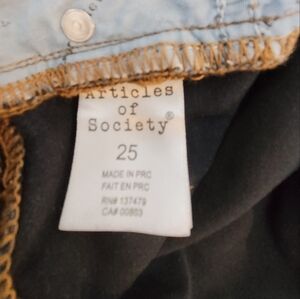 Articles
of
Society®
25
MADE IN PRC
FAIT EN PRC
RN# 137479
CA# 00803